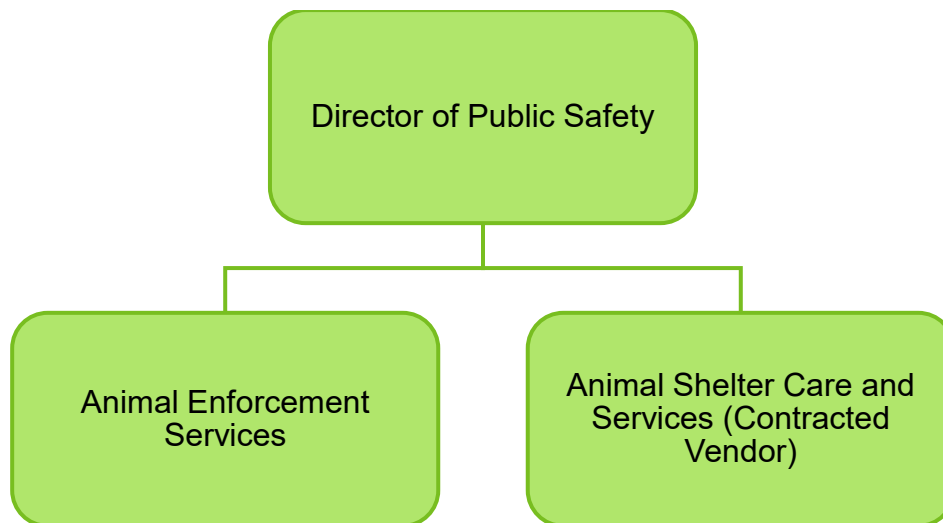 Director of Public Safety
Animal Enforcement
Services
Animal Shelter Care and
Services (Contracted
Vendor)